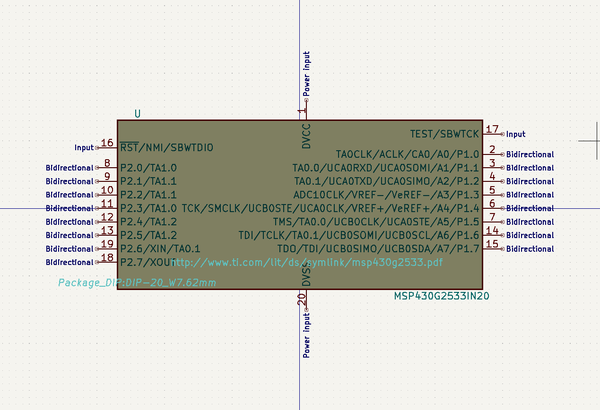 Power input
1
U
DVCC
17
TEST/SBWTCK
Input
Input
16
RST/NMI/SBWTDIO
TA0CLK/ACLK/CA0/A0/P1.0
2
Bidirectional
Bidirectional
8
P2.0/TA1.0
TA0.0/UCA0RXD/UCA0SOMI/A1/P1.1
3
Bidirectional
Bidirectional
9
P2.1/TA1.1
TA0.1/UCA0TXD/UCA0SIMO/A2/P1.2
4
Bidirectional
Bidirectional
10
P2.2/TA1.1
ADC10CLK/VREF-/VeREF-/A3/P1.3
5
Bidirectional
Bidirectional
11
P2.3/TA1.0
TCK/SMCLK/UCB0STE/UCA0CLK/VREF+/VeREF+/A4/P1.4
6
Bidirectional
Bidirectional
12
P2.4/TA1.2
TMS/TA0.0/UCB0CLK/UCA0STE/A5/P1.5
7
Bidirectional
Bidirectional
13
P2.5/TA1.2
TDI/TCLK/TA0.1/UCB0SOMI/UCB0SCL/A6/P1.6
14
Bidirectional
Bidirectional
19
P2.6/XIN/TA0.1
TDO/TDI/UCB0SIMO/UCB0SDA/A7/P1.7
15
Bidirectional
Bidirectional
18
P2.7/XOUT
http://www.ti.com/lit/ds/symlink/msp430g2533.pdf
DVSS
Package_DIP:DIP-20_W7.62mm
20
MSP430G2533IN20
Power input